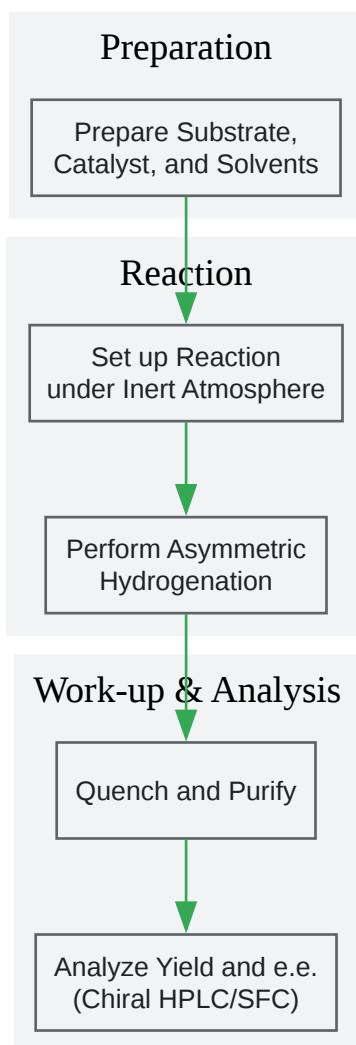 Preparation
Prepare Substrate,
Catalyst, and Solvents
Reaction
Set up Reaction
under Inert Atmosphere
Perform Asymmetric
Hydrogenation
Work-up & Analysis
Quench and Purify
Analyze Yield and e.e.
(Chiral HPLC/SFC)